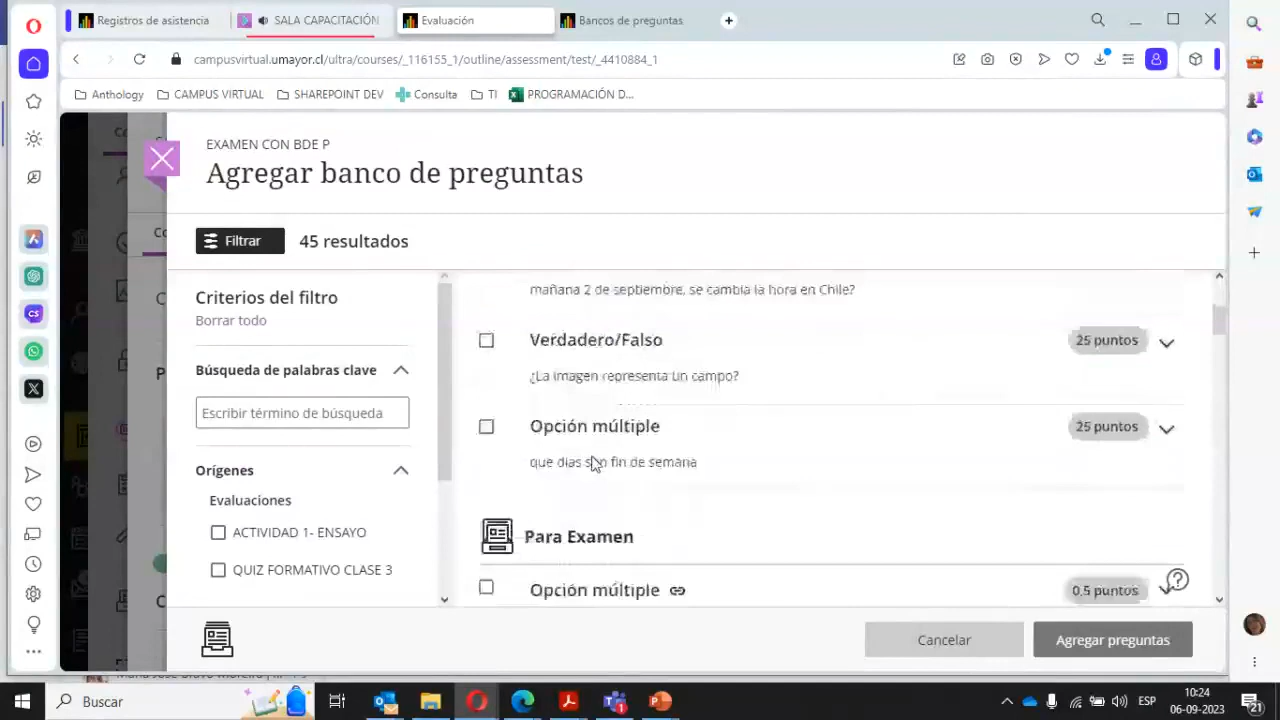 Registros de asistencia
SALA CAPACITACIÓN
Evaluación
Bancos de preguntas
campusvirtual.umayor.cl/ultra/courses/_116155_1/outline/assessment/test/_4410884_1
Anthology
CAMPUS VIRTUAL
SHAREPOINT DEV
Consulta
TI
PROGRAMACIÓN D...
EXAMEN CON BDE P
Agregar banco de preguntas
Filtrar
45 resultados
Criterios del filtro
Borrar todo
Búsqueda de palabras clave
Escribir término de búsqueda
Orígenes
Evaluaciones
ACTIVIDAD 1- ENSAYO
QUIZ FORMATIVO CLASE 3
mañana 2 de septiembre, se cambia la hora en Chile?
Verdadero/Falso
25 puntos
¿La imagen representa un campo?
Opción múltiple
25 puntos
que dias son fin de semana
Para Examen
Opción múltiple
0,5 puntos
Cancelar
Agregar preguntas
Buscar
ESP
10:24
06-09-2023
21